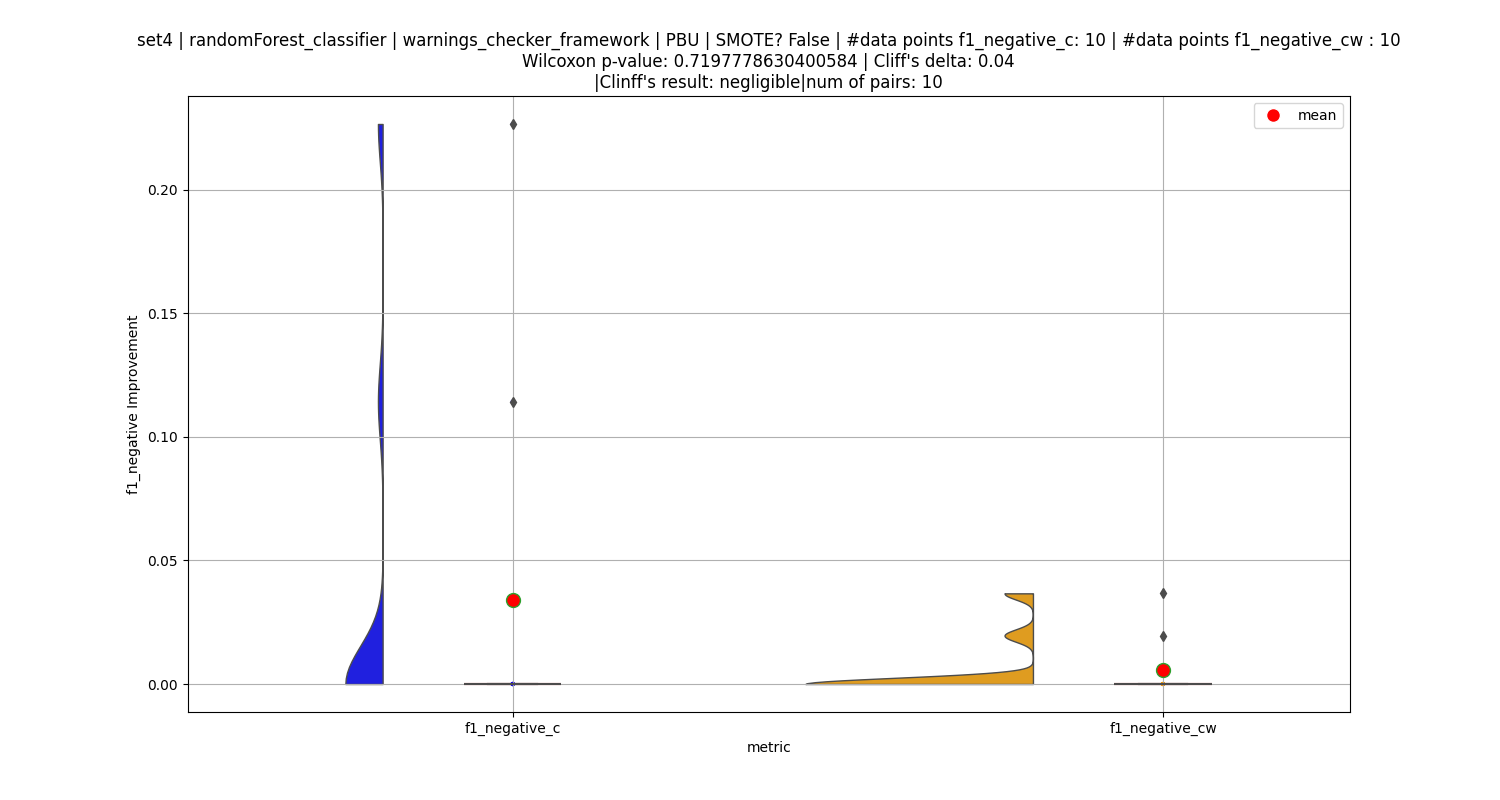 set4 | randomForest_classifier | warnings_checker_framework | PBU | SMOTE? False | #data points f1_negative_c: 10 | #data points f1_negative_cw : 10
Wilcoxon p-value: 0.7197778630400584 | Cliff's delta: 0.04
|Clinff's result: negligible|num of pairs: 10
mean
0.20
0.15
0.10
0.05
0.00
f1_negative Improvement
f1_negative_c
f1_negative_cw
metric